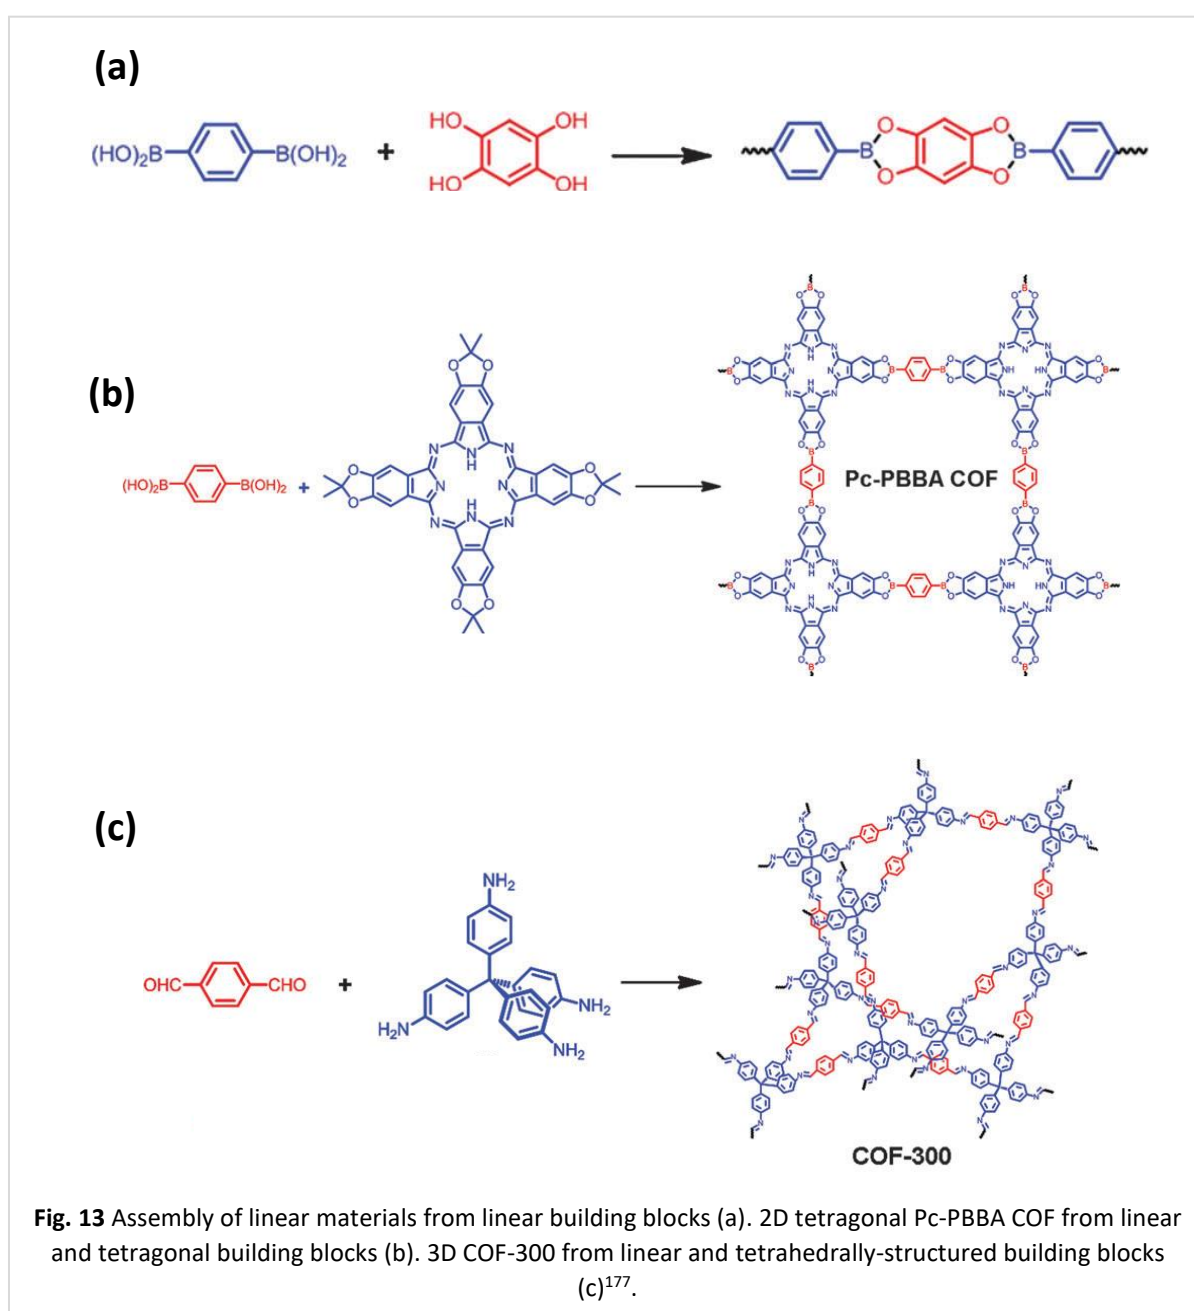 (a)
(HO)₂B
B(OH)₂
+
HO
OH
HO
OH
B
O
O
O
O
B
(b)
(HO)₂B
B(OH)₂
+
O
O
N
N
N
H
O
O
N
N
O
O
H
N
N
N
O
O
Pc-PBBA COF
(c)
OHC
CHO
+
NH₂
H₂N
NH₂
NH₂
COF-300
Fig. 13 Assembly of linear materials from linear building blocks (a). 2D tetragonal Pc-PBBA COF from linear
and tetragonal building blocks (b). 3D COF-300 from linear and tetrahedrally-structured building blocks
(c)¹⁷⁷.